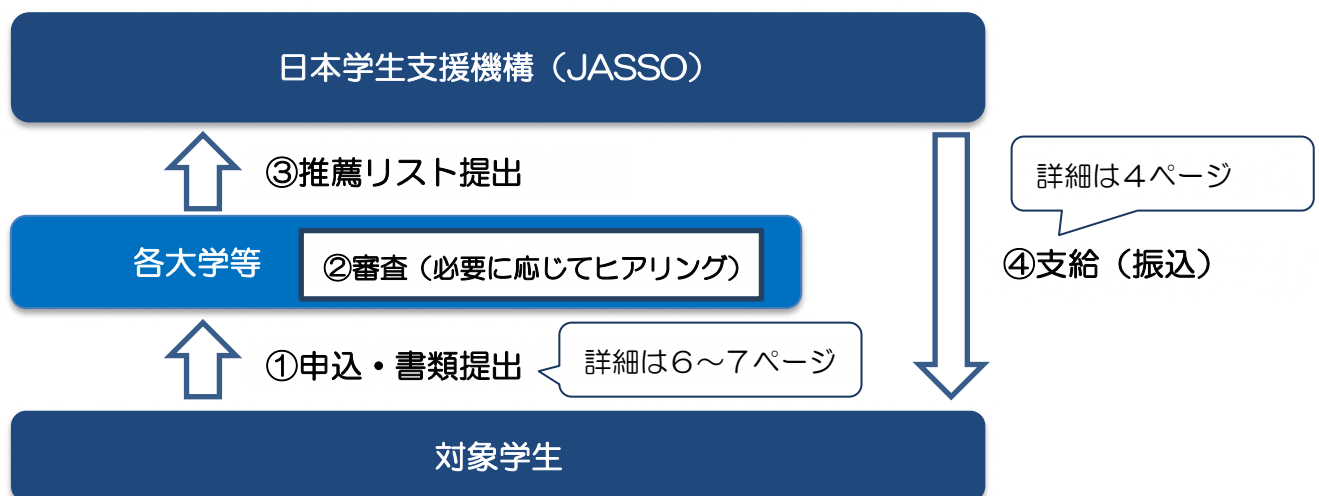 日本学生支援機構（JASSO）
③推薦リスト提出
詳細は４ページ
各大学等
②審査（必要に応じてヒアリング）
④支給（振込）
①申込・書類提出
詳細は６～７ページ
対象学生